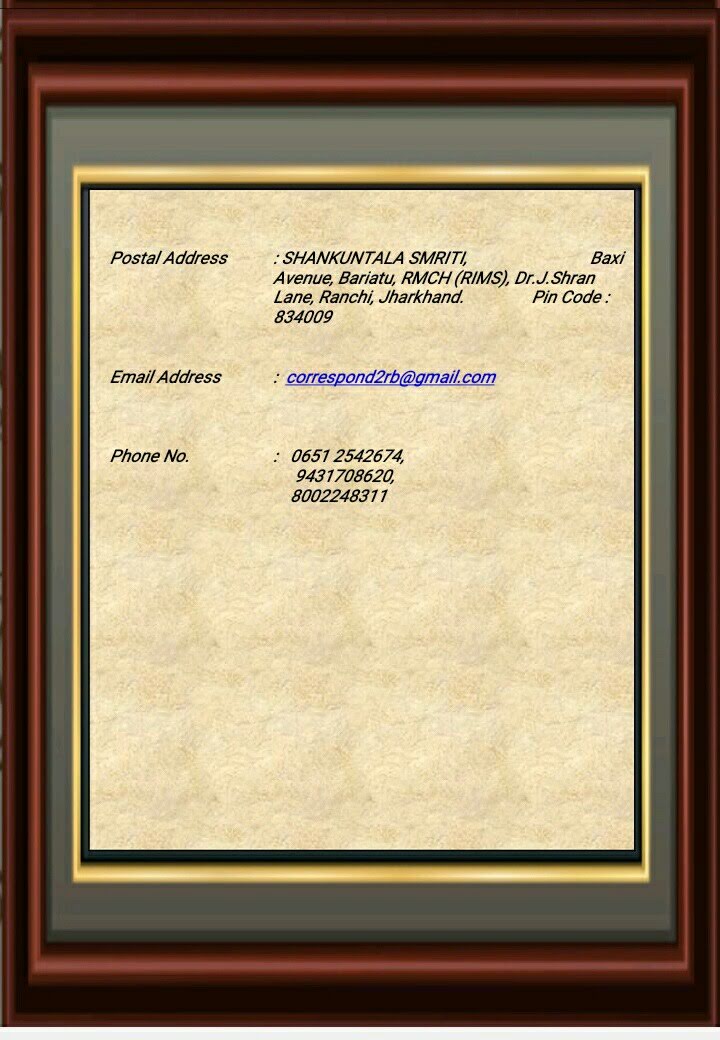 Postal Address : SHANKUNTALA SMRITI, Baxi
Avenue, Bariatu, RMCH (RIMS), Dr.J.Shran
Lane, Ranchi, Jharkhand. Pin Code :
834009
Email Address : correspond2rb@gmail.com
Phone No. : 0651 2542674,
9431708620,
8002248311